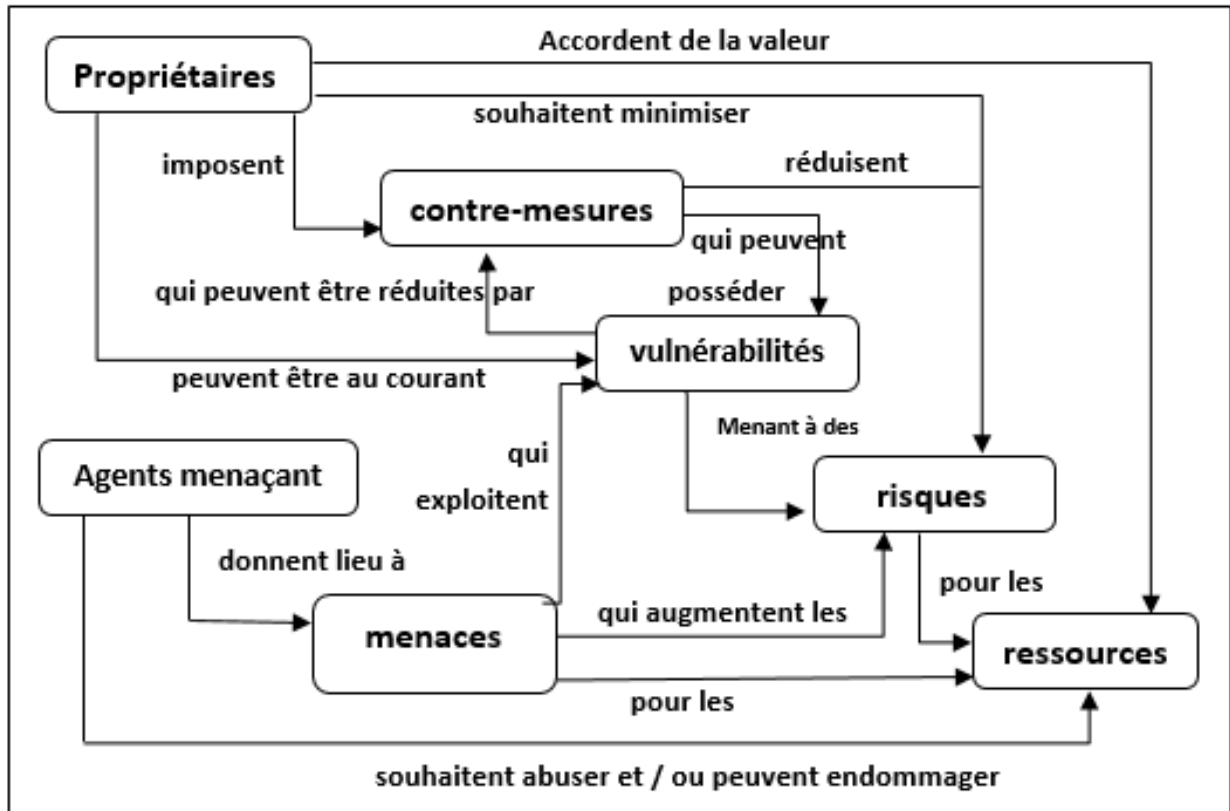 Accordent de la valeur
Propriétaires
souhaitent minimiser
imposent
réduisent
contre-mesures
qui peuvent
qui peuvent être réduites par
posséder
vulnérabilités
peuvent être au courant
Menant à des
qui
Agents menaçant
exploitent
risques
donnent lieu à
pour les
qui augmentent les
menaces
ressources
pour les
souhaitent abuser et / ou peuvent endommager